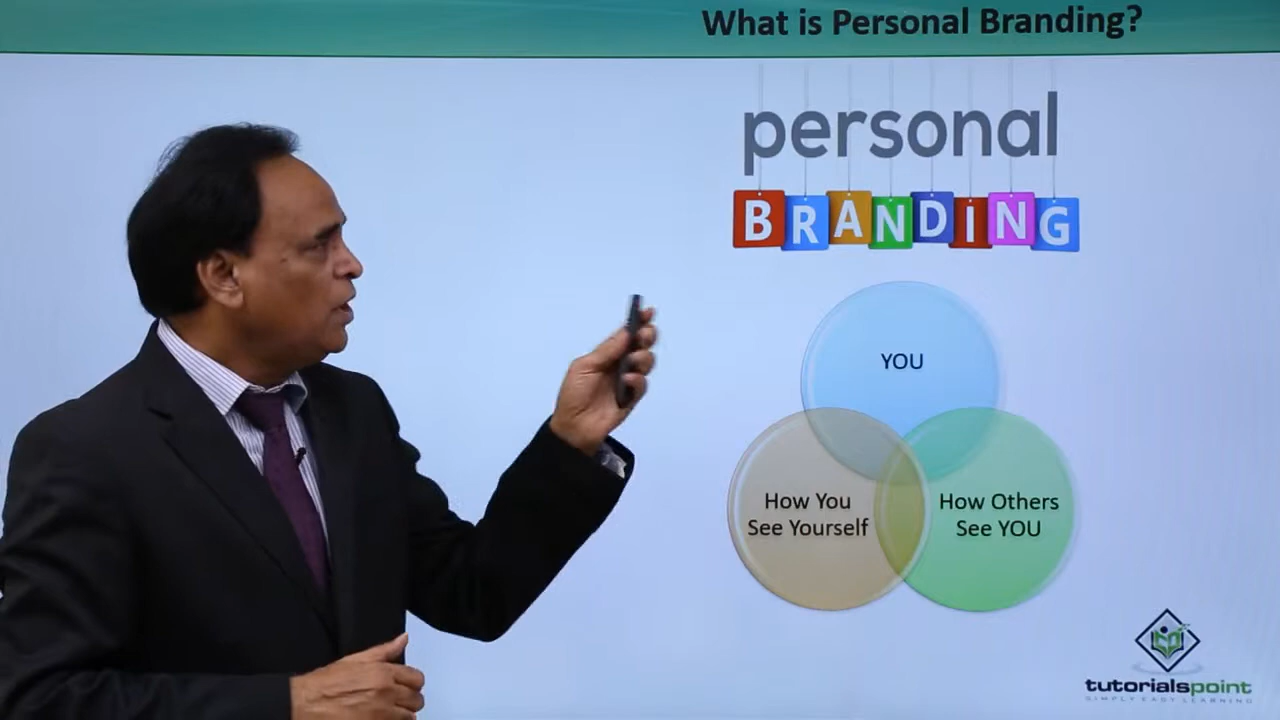 What is Personal Branding?
personal
BRANDING
YOU
How You
See Yourself
How Others
See YOU
tutorialspoint
SIMPLY EASY LEARNING